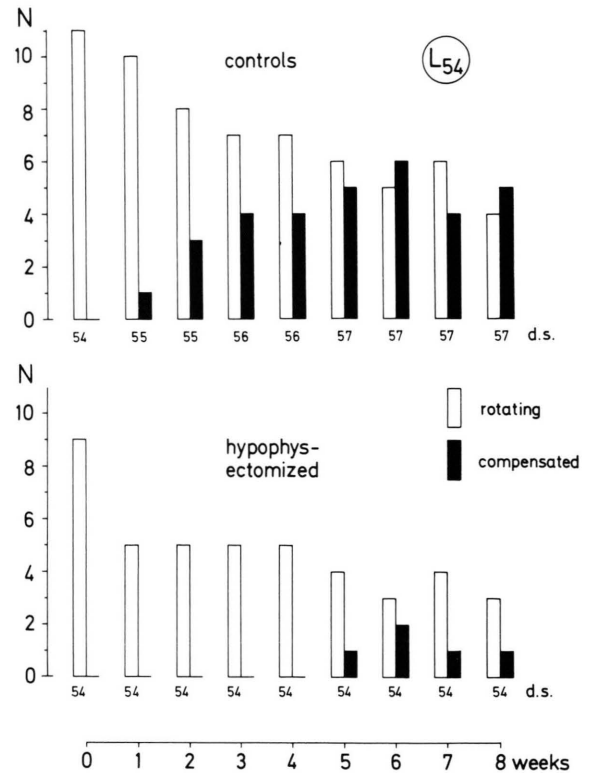 N
10
8
6
4
2
0
controls
L54
54 55 55 56 56 57 57 57 57 d.s.
N
10
8
6
4
2
0
rotating
compensated
hypophys-
ectomized
54 54 54 54 54 54 54 54 54 d.s.
0 1 2 3 4 5 6 7 8 weeks